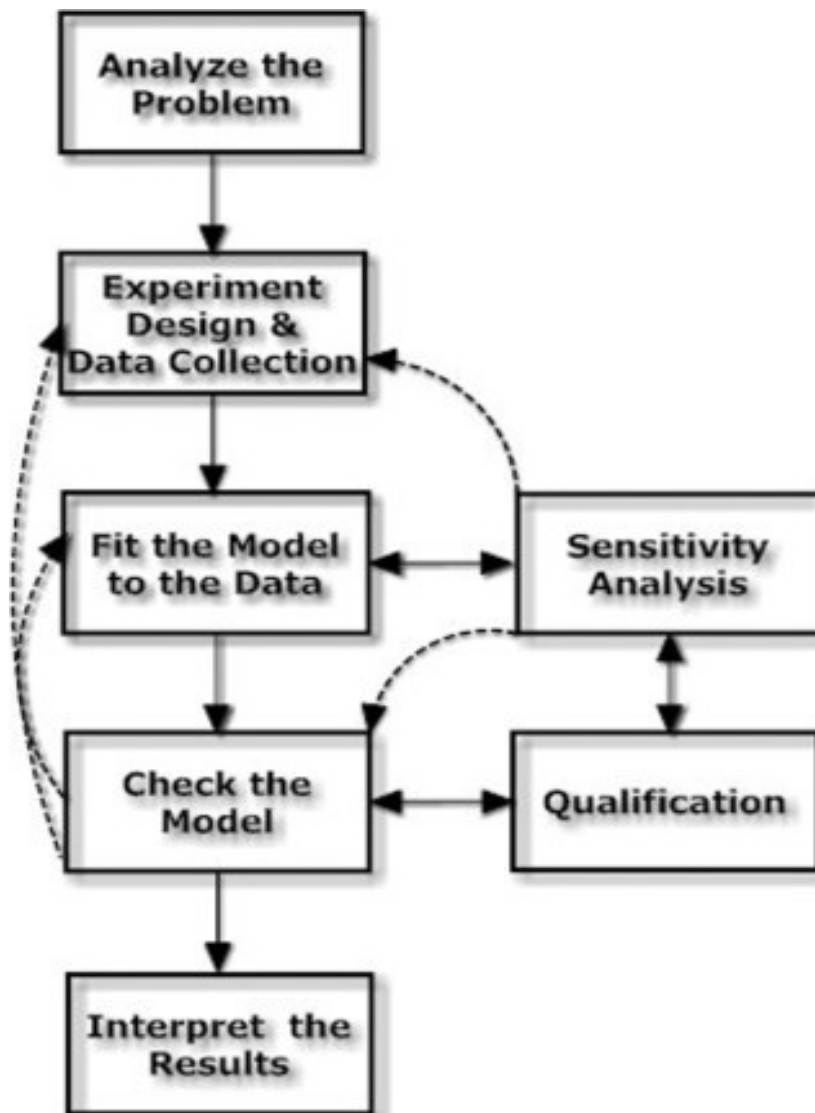 Analyze the
Problem
Experiment
Design &
Data Collection
Fit the Model
to the Data
Sensitivity
Analysis
Check the
Model
Qualification
Interpret the
Results